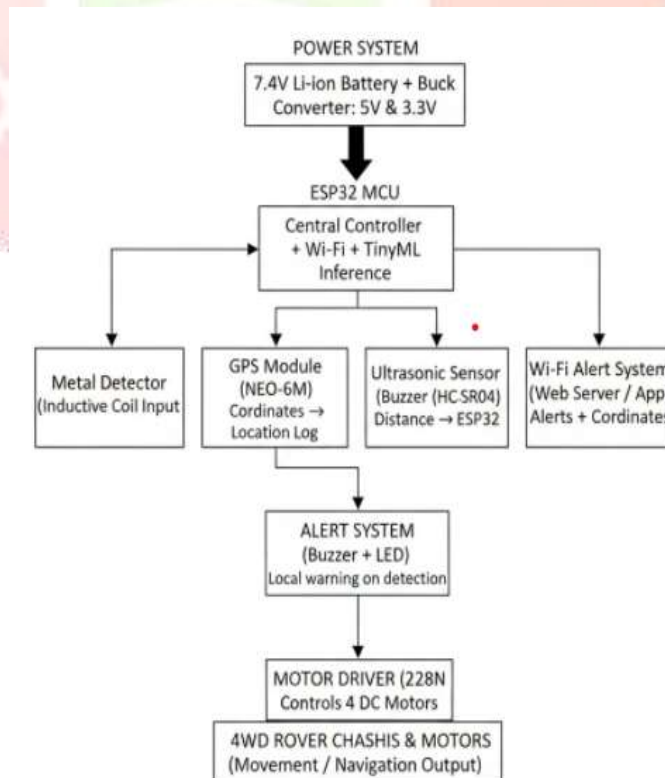 POWER SYSTEM
7.4V Li-ion Battery + Buck
Converter: 5V & 3.3V
ESP32 MCU
Central Controller
+ Wi-Fi + TinyML
Inference
Metal Detector
(Inductive Coil Input
GPS Module
(NEO-6M)
Cordinates →
Location Log
Ultrasonic Sensor
(Buzzer (HC-SR04)
Distance → ESP32
Wi-Fi Alert System
(Web Server / App
Alerts + Cordinates
ALERT SYSTEM
(Buzzer + LED)
Local warning on detection
MOTOR DRIVER (228N
Controls 4 DC Motors
4WD ROVER CHASHIS & MOTORS
(Movement / Navigation Output)